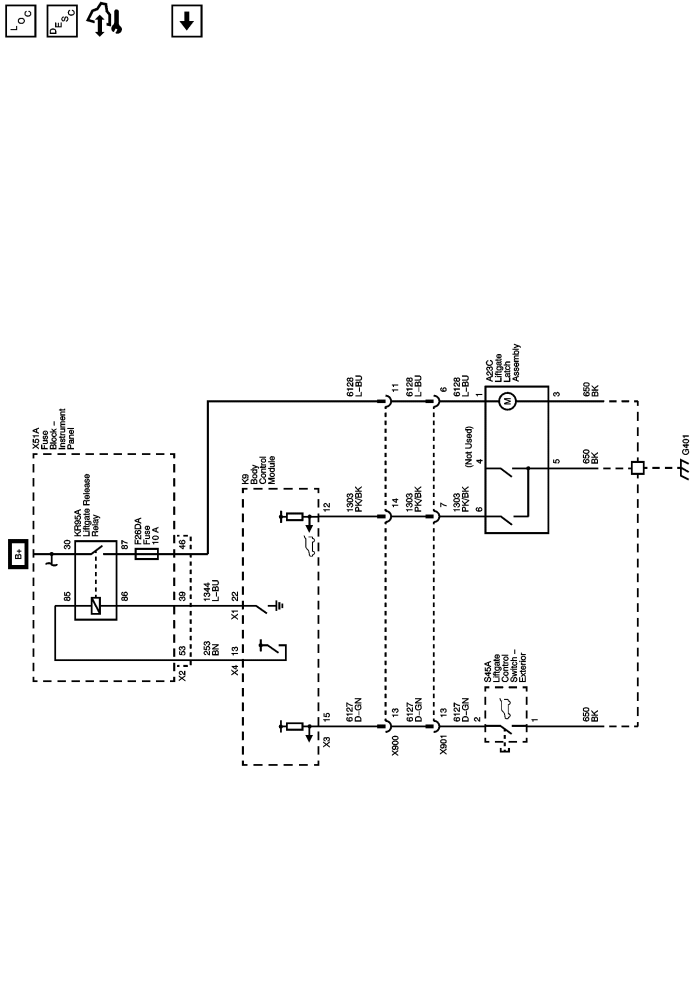 LOC
DESC
B+
X51A
Fuse
Block –
Instrument
Panel
KR95A
Liftgate Release
Relay
30
87
85
86
F26DA
Fuse
10 A
46
39
53
X2
1344
L–BU
253
BN
22
X1
13
X4
K9 Body
Control
Module
12
15
X3
6128
L–BU
11
6128
L–BU
6
6128
L–BU
1
1303
PK/BK
14
1303
PK/BK
7
1303
PK/BK
6
(Not Used)
4
6127
D–GN
13
X900
6127
D–GN
13
X901
6127
D–GN
2
A23C
Liftgate
Latch
Assembly
M
3
5
650
BK
650
BK
S45A
Liftgate
Control
Switch –
Exterior
1
650
BK
G401